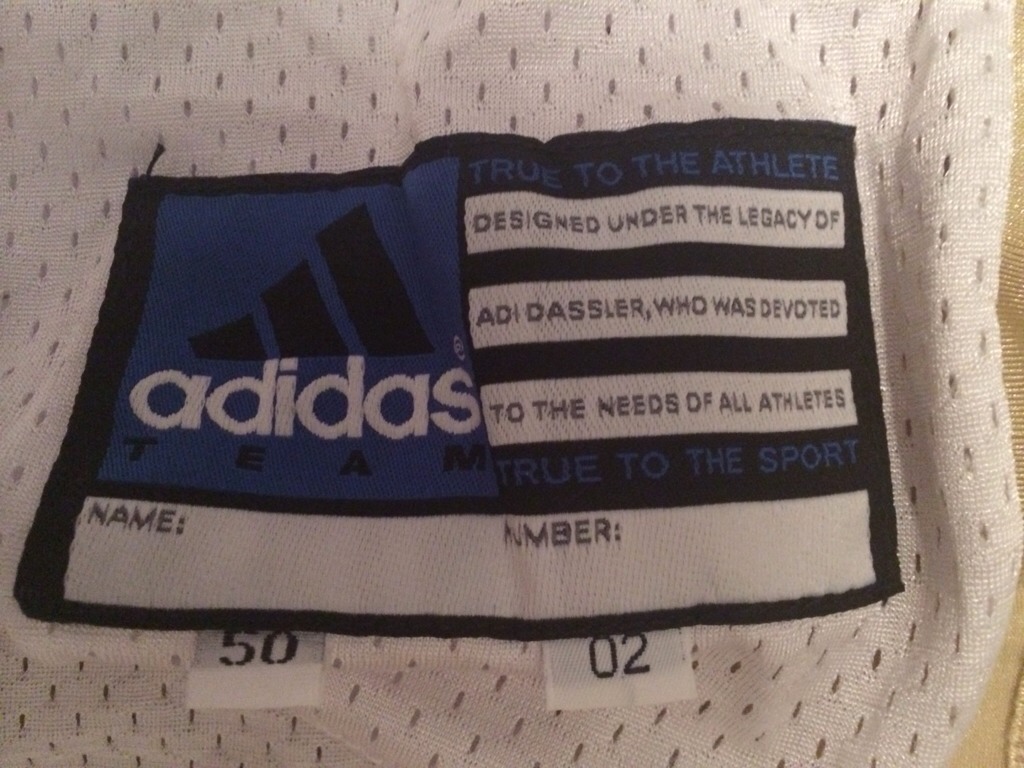 adidas®
TEAM
TRUE TO THE ATHLETE
DESIGNED UNDER THE LEGACY OF
ADI DASSLER, WHO WAS DEVOTED
TO THE NEEDS OF ALL ATHLETES
TRUE TO THE SPORT
NAME:
NUMBER:
50
02